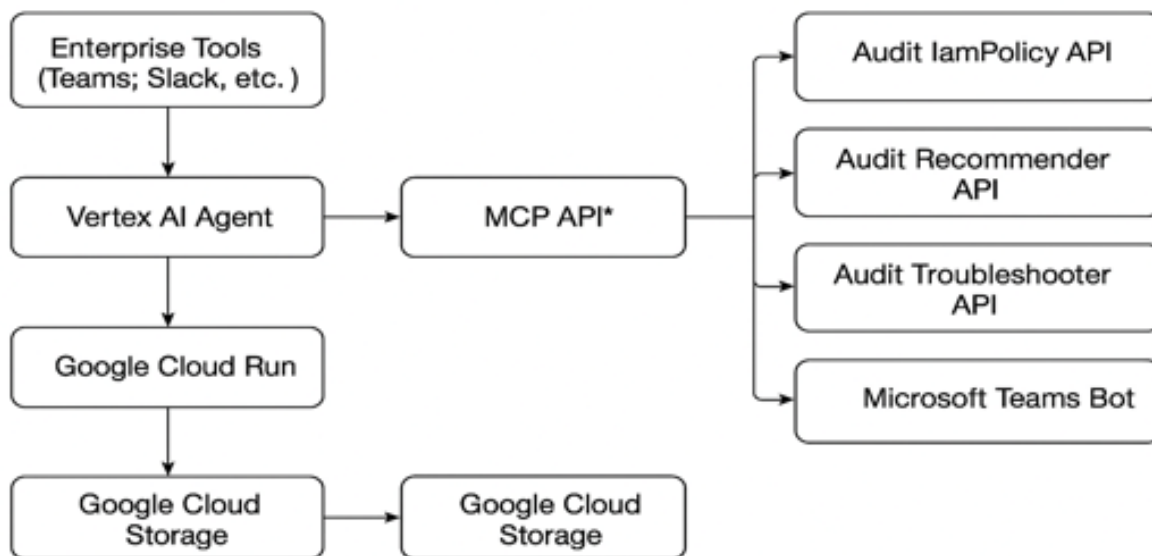 Enterprise Tools
(Teams; Slack, etc. )
Vertex AI Agent
Google Cloud Run
Google Cloud
Storage
MCP API*
Google Cloud
Storage
Audit IamPolicy API
Audit Recommender
API
Audit Troubleshooter
API
Microsoft Teams Bot